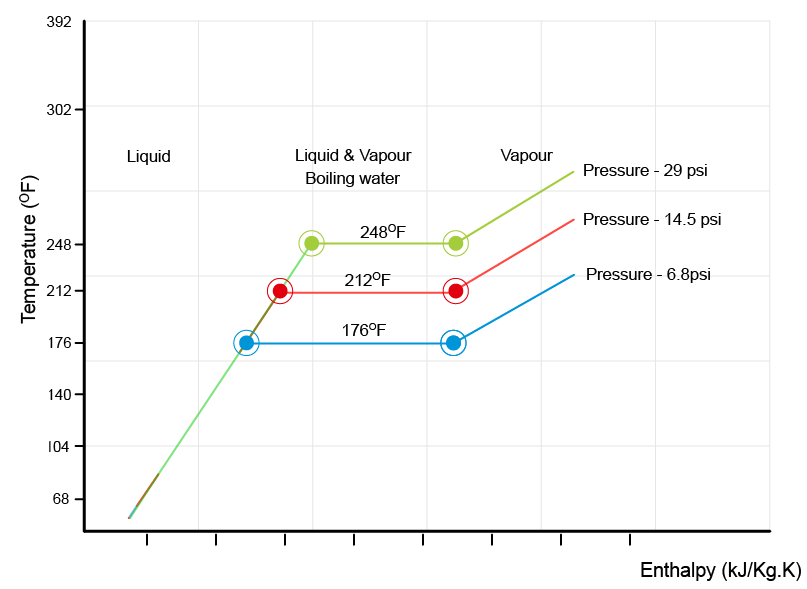 392
302
Liquid
Liquid & Vapour
Boiling water
Vapour
Pressure - 29 psi
Pressure - 14.5 psi
Pressure - 6.8psi
248°F
212°F
176°F
248
212
176
140
104
68
Temperature (°F)
Enthalpy (kJ/Kg.K)